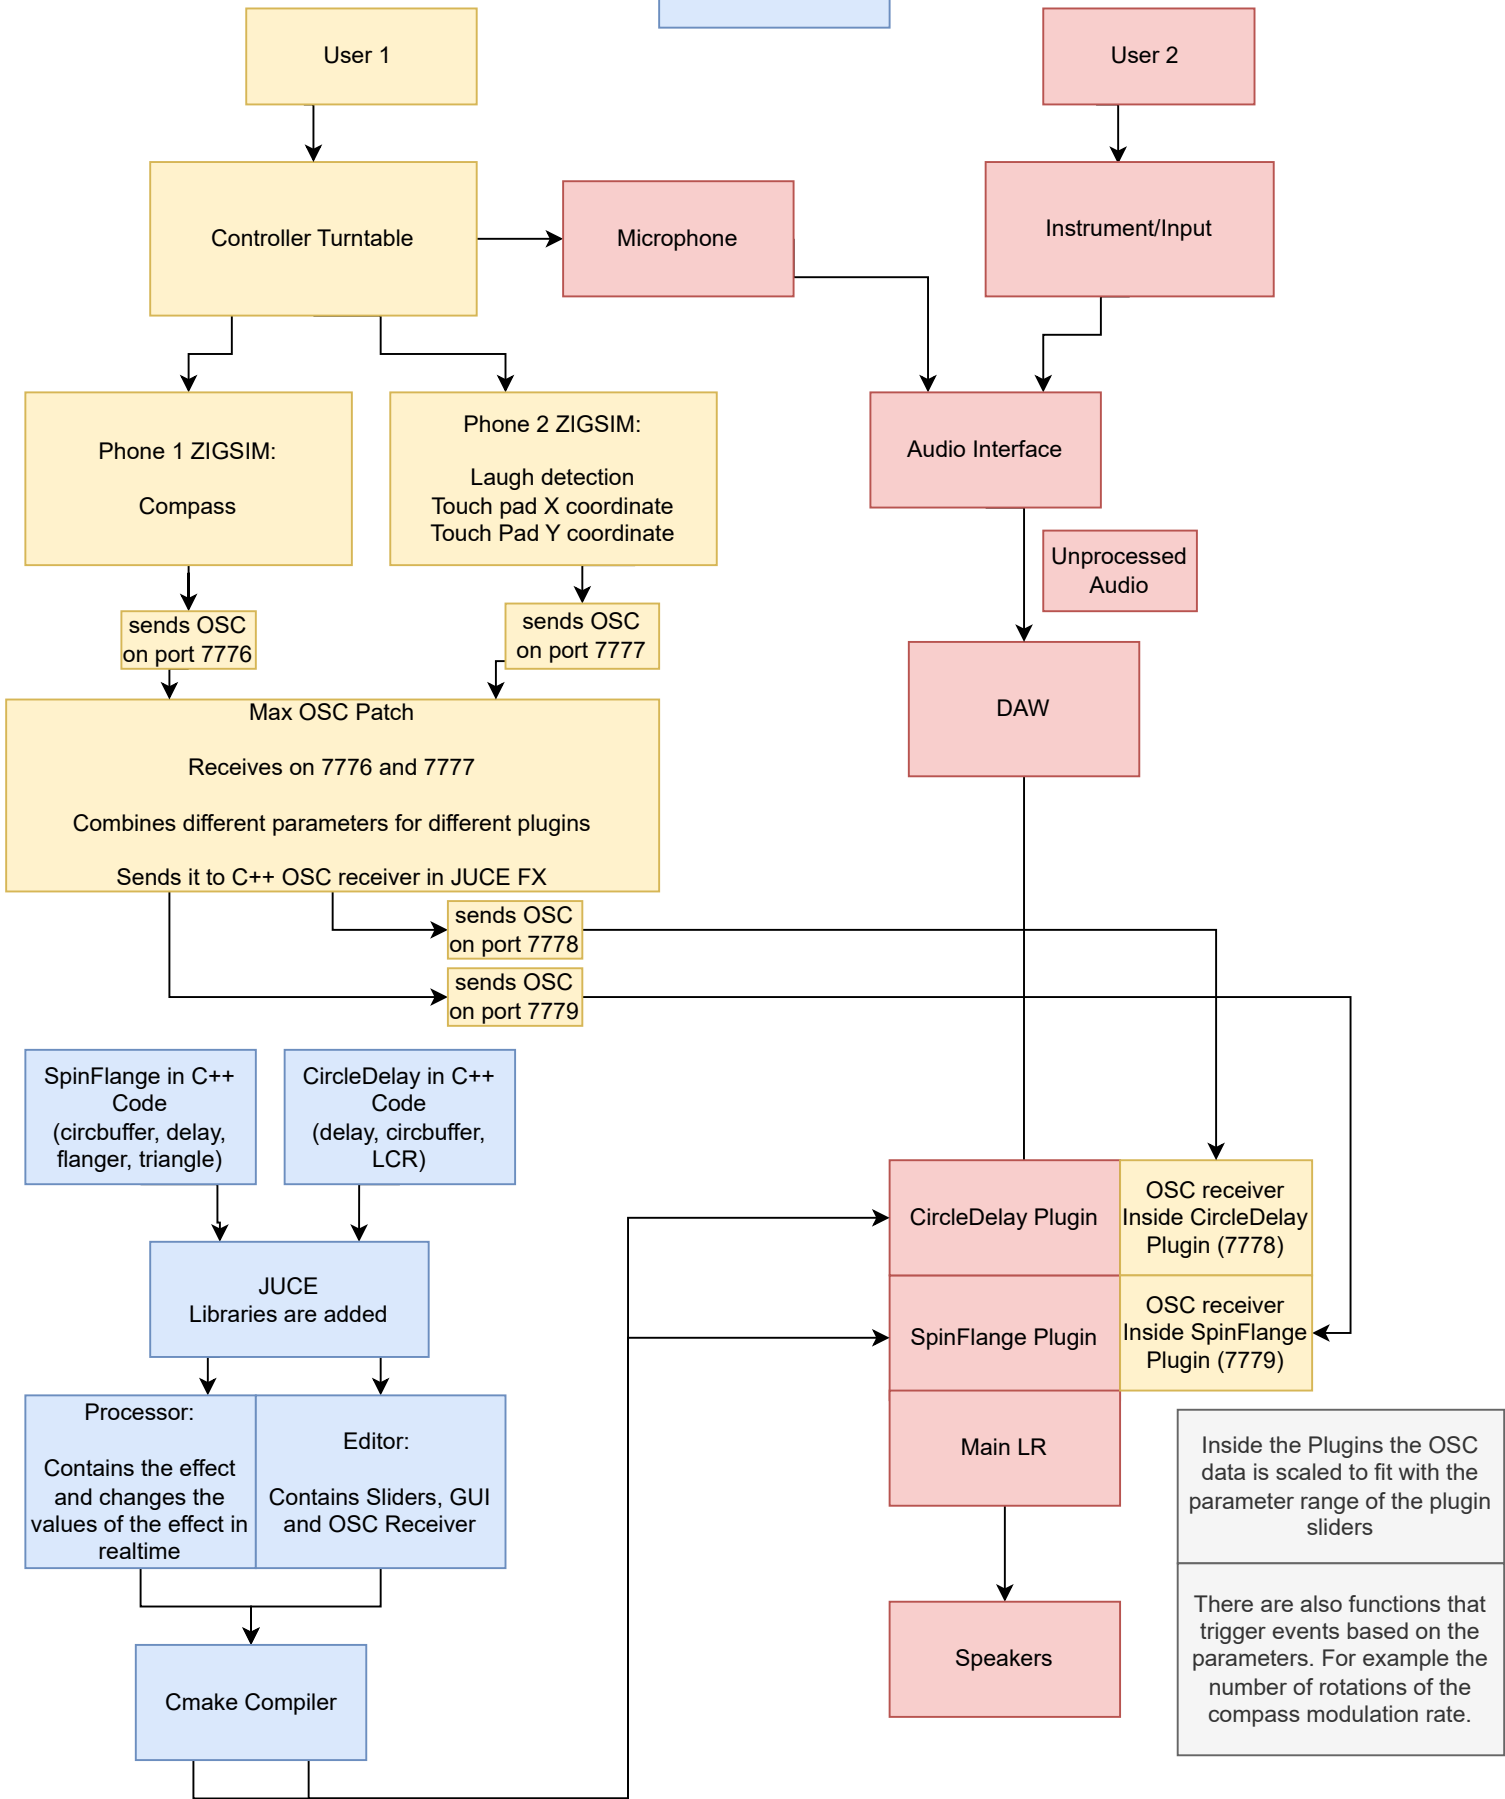 User 1
User 2
Controller Turntable
Microphone
Instrument/Input
Phone 1 ZIGSIM:
Compass
Phone 2 ZIGSIM:
Laugh detection
Touch pad X coordinate
Touch Pad Y coordinate
Audio Interface
Unprocessed
Audio
sends OSC
on port 7776
sends OSC
on port 7777
DAW
Max OSC Patch
Receives on 7776 and 7777
Combines different parameters for different plugins
Sends it to C++ OSC receiver in JUCE FX
sends OSC
on port 7778
sends OSC
on port 7779
SpinFlange in C++
Code
(circbuffer, delay,
flanger, triangle)
CircleDelay in C++
Code
(delay, circbuffer,
LCR)
CircleDelay Plugin
OSC receiver
Inside CircleDelay
Plugin (7778)
JUCE
Libraries are added
SpinFlange Plugin
OSC receiver
Inside SpinFlange
Plugin (7779)
Processor:
Contains the effect
and changes the
values of the effect in
realtime
Editor:
Contains Sliders, GUI
and OSC Receiver
Main LR
Inside the Plugins the OSC
data is scaled to fit with the
parameter range of the plugin
sliders
There are also functions that
trigger events based on the
parameters. For example the
number of rotations of the
compass modulation rate.
Speakers
Cmake Compiler